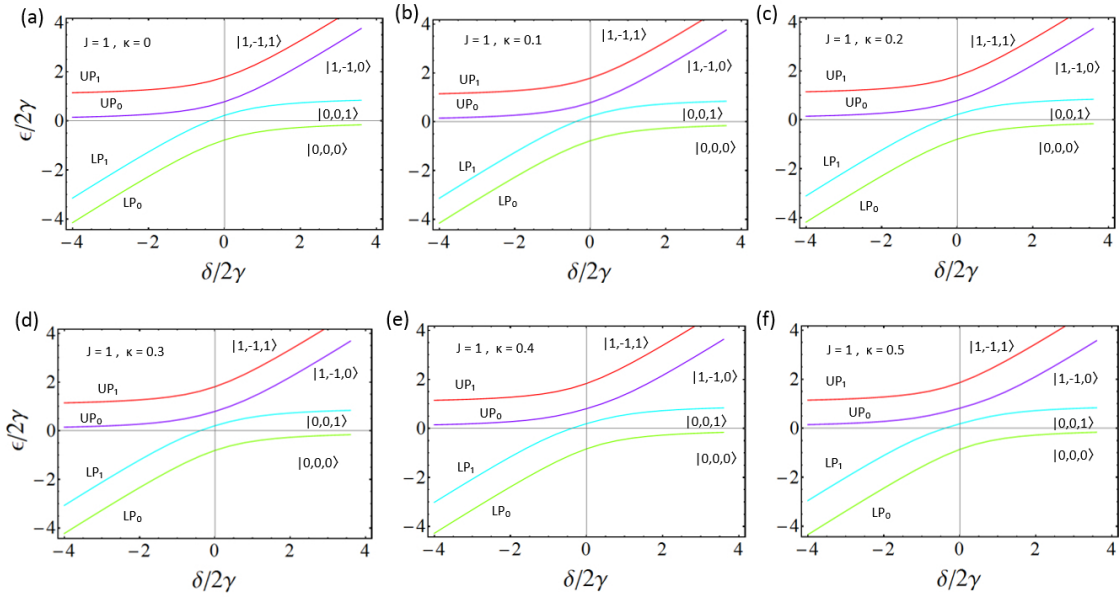 (a)
J = 1 , κ = 0
|1,-1,1⟩
|1,-1,0⟩
UP₁
UP₀
|0,0,1⟩
|0,0,0⟩
LP₁
LP₀
4
2
0
−2
−4
ϵ/2γ
−4 −2 0 2 4
δ/2γ
(b)
J = 1 , κ = 0.1
|1,-1,1⟩
|1,-1,0⟩
UP₁
UP₀
|0,0,1⟩
|0,0,0⟩
LP₁
LP₀
4
2
0
−2
−4
−4 −2 0 2 4
δ/2γ
(c)
J = 1 , κ = 0.2
|1,-1,1⟩
|1,-1,0⟩
UP₁
UP₀
|0,0,1⟩
|0,0,0⟩
LP₁
LP₀
4
2
0
−2
−4
−4 −2 0 2 4
δ/2γ
(d)
J = 1 , κ = 0.3
|1,-1,1⟩
|1,-1,0⟩
UP₁
UP₀
|0,0,1⟩
|0,0,0⟩
LP₁
LP₀
4
2
0
−2
−4
ϵ/2γ
−4 −2 0 2 4
δ/2γ
(e)
J = 1 , κ = 0.4
|1,-1,1⟩
|1,-1,0⟩
UP₁
UP₀
|0,0,1⟩
|0,0,0⟩
LP₁
LP₀
4
2
0
−2
−4
−4 −2 0 2 4
δ/2γ
(f)
J = 1 , κ = 0.5
|1,-1,1⟩
|1,-1,0⟩
UP₁
UP₀
|0,0,1⟩
|0,0,0⟩
LP₁
LP₀
4
2
0
−2
−4
−4 −2 0 2 4
δ/2γ